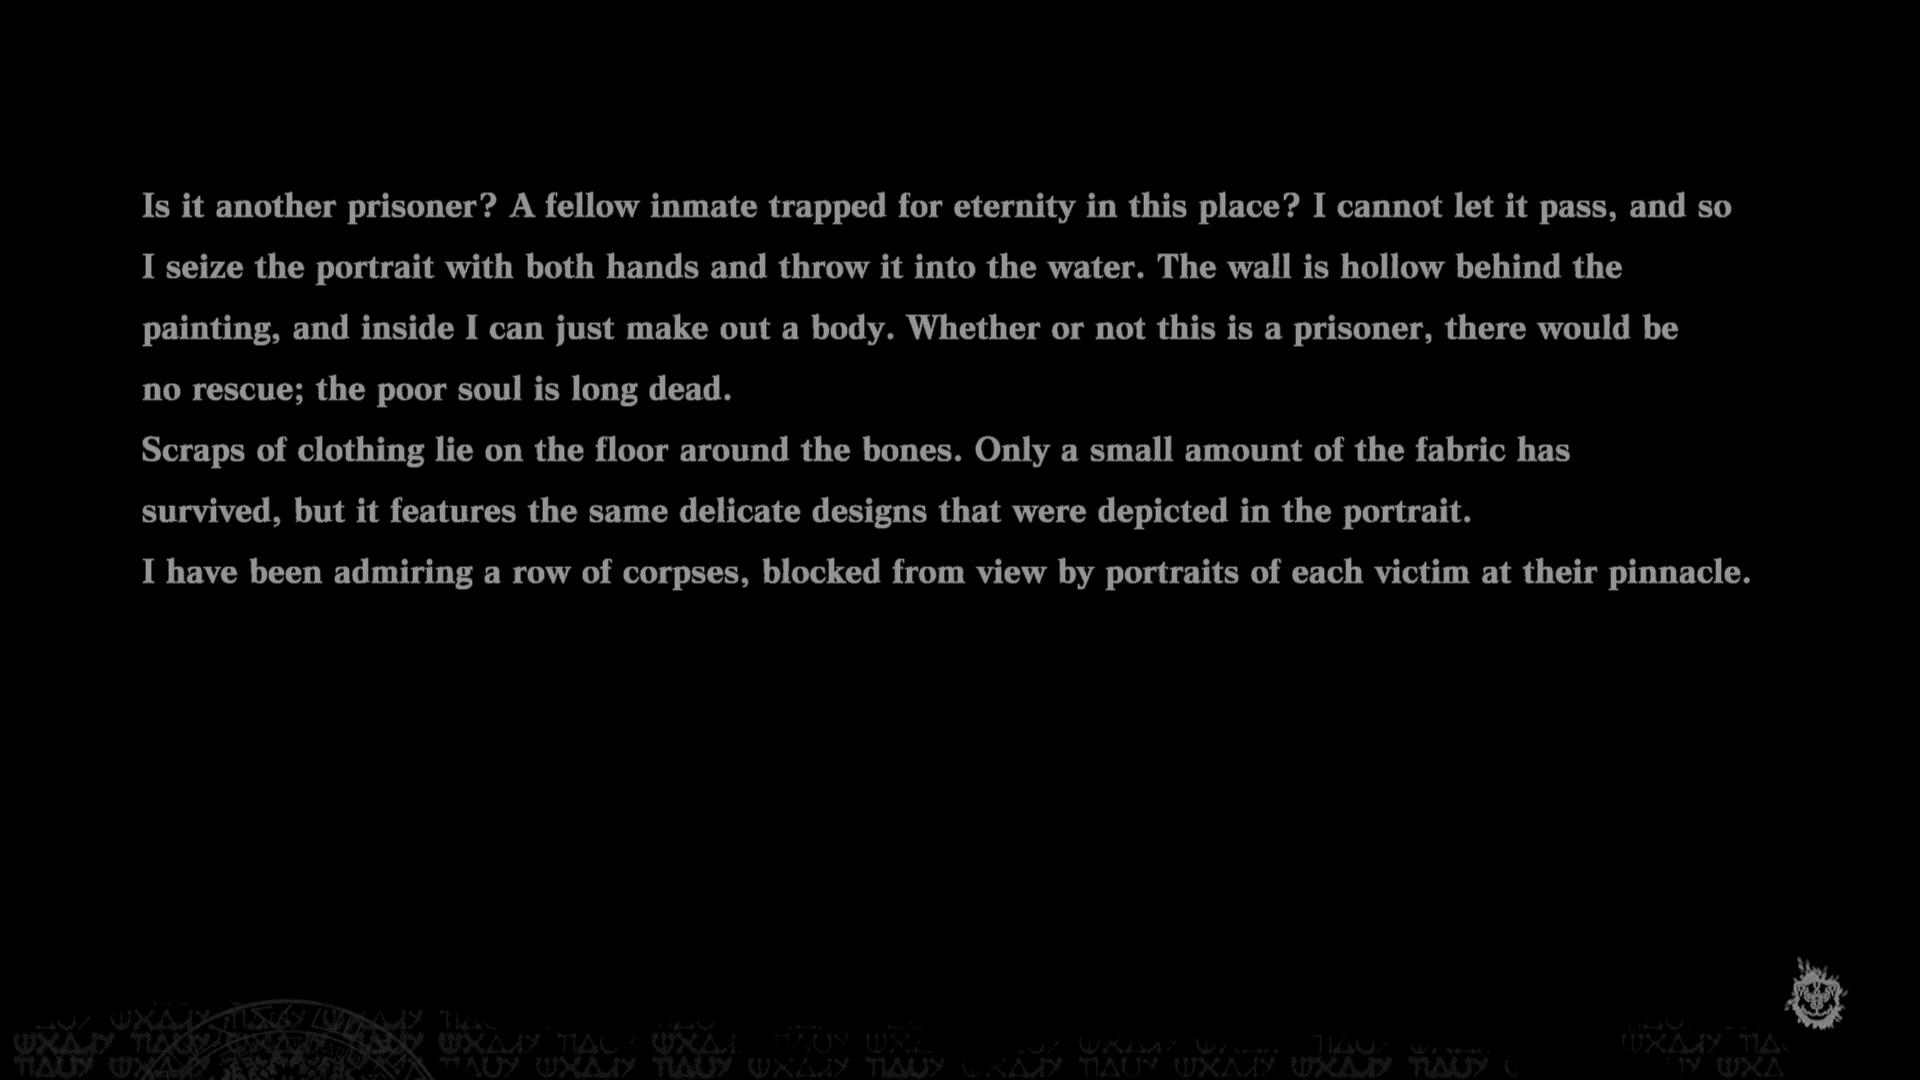 Is it another prisoner? A fellow inmate trapped for eternity in this place? I cannot let it pass, and so
I seize the portrait with both hands and throw it into the water. The wall is hollow behind the
painting, and inside I can just make out a body. Whether or not this is a prisoner, there would be
no rescue; the poor soul is long dead.
Scraps of clothing lie on the floor around the bones. Only a small amount of the fabric has
survived, but it features the same delicate designs that were depicted in the portrait.
I have been admiring a row of corpses, blocked from view by portraits of each victim at their pinnacle.